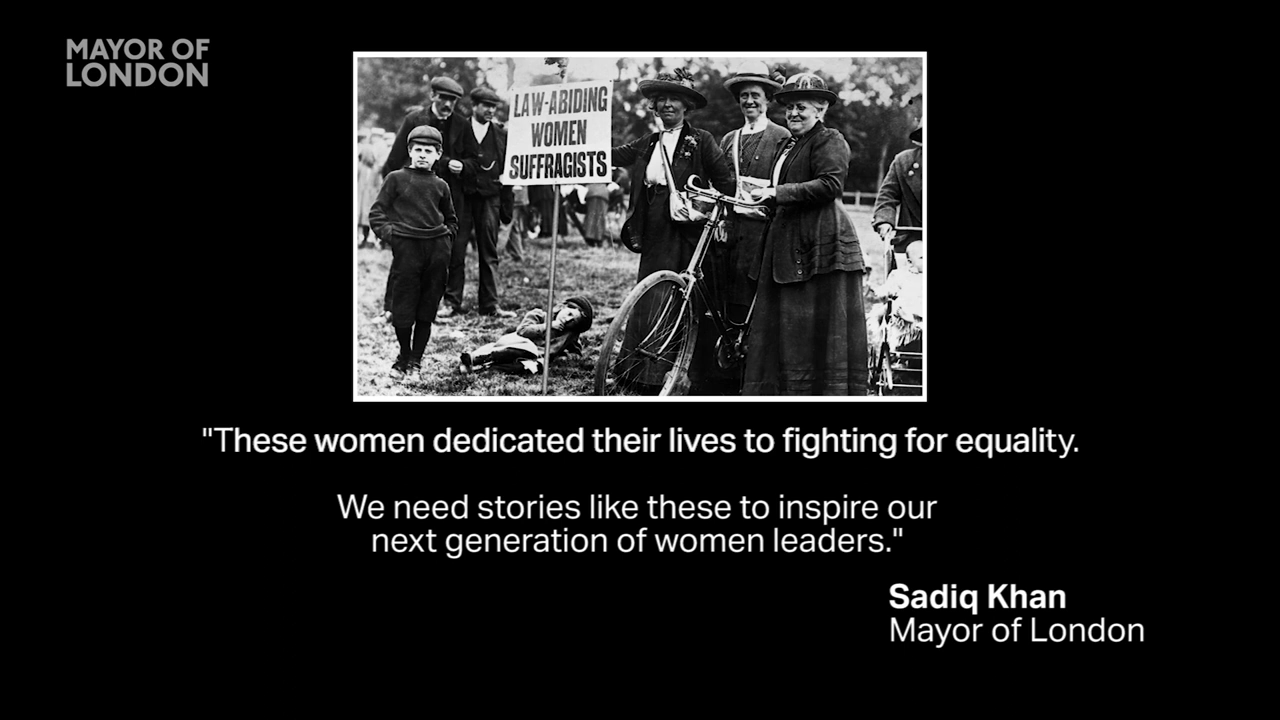 MAYOR OF
LONDON
LAW-ABIDING
WOMEN
SUFFRAGISTS
"These women dedicated their lives to fighting for equality.
We need stories like these to inspire our
next generation of women leaders."
Sadiq Khan
Mayor of London